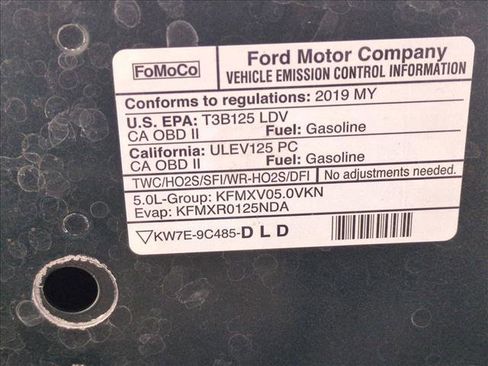 FoMoCo
Ford Motor Company
VEHICLE EMISSION CONTROL INFORMATION
Conforms to regulations: 2019 MY
U.S. EPA: T3B125 LDV
CA OBD II Fuel: Gasoline
California: ULEV125 PC
CA OBD II Fuel: Gasoline
TWC/HO2S/SFI/WR-HO2S/DFI No adjustments needed.
5.0L-Group: KFMXV05.0VKN
Evap: KFMXR0125NDA
▽KW7E-9C485-D L D